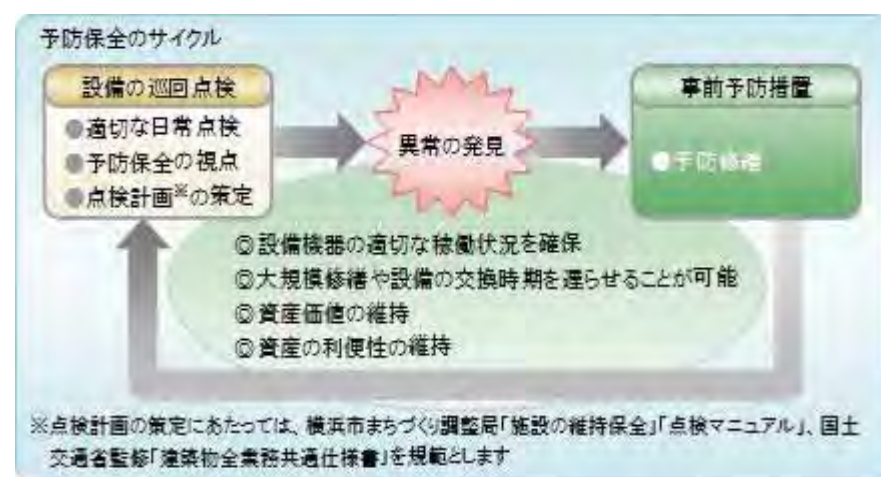 予防保全のサイクル
設備の巡回点検
●適切な日常点検
●予防保全の視点
●点検計画※の策定
異常の発見
事前予防措置
●予防修繕
◎設備機器の適切な稼働状況を確保
◎大規模修繕や設備の交換時期を遅らせることが可能
◎資産価値の維持
◎資産の利便性の維持
※点検計画の策定にあたっては、横浜市まちづくり調整局「施設の維持保全」「点検マニュアル」、国土
交通省監修「建築物全業務共通仕様書」を規範とします